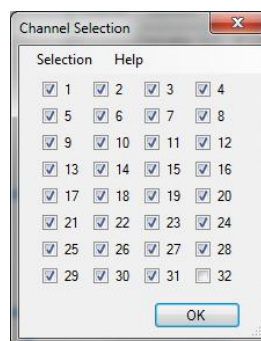 Channel Selection
Selection Help
1 2 3 4
5 6 7 8
9 10 11 12
13 14 15 16
17 18 19 20
21 22 23 24
25 26 27 28
29 30 31 32
OK